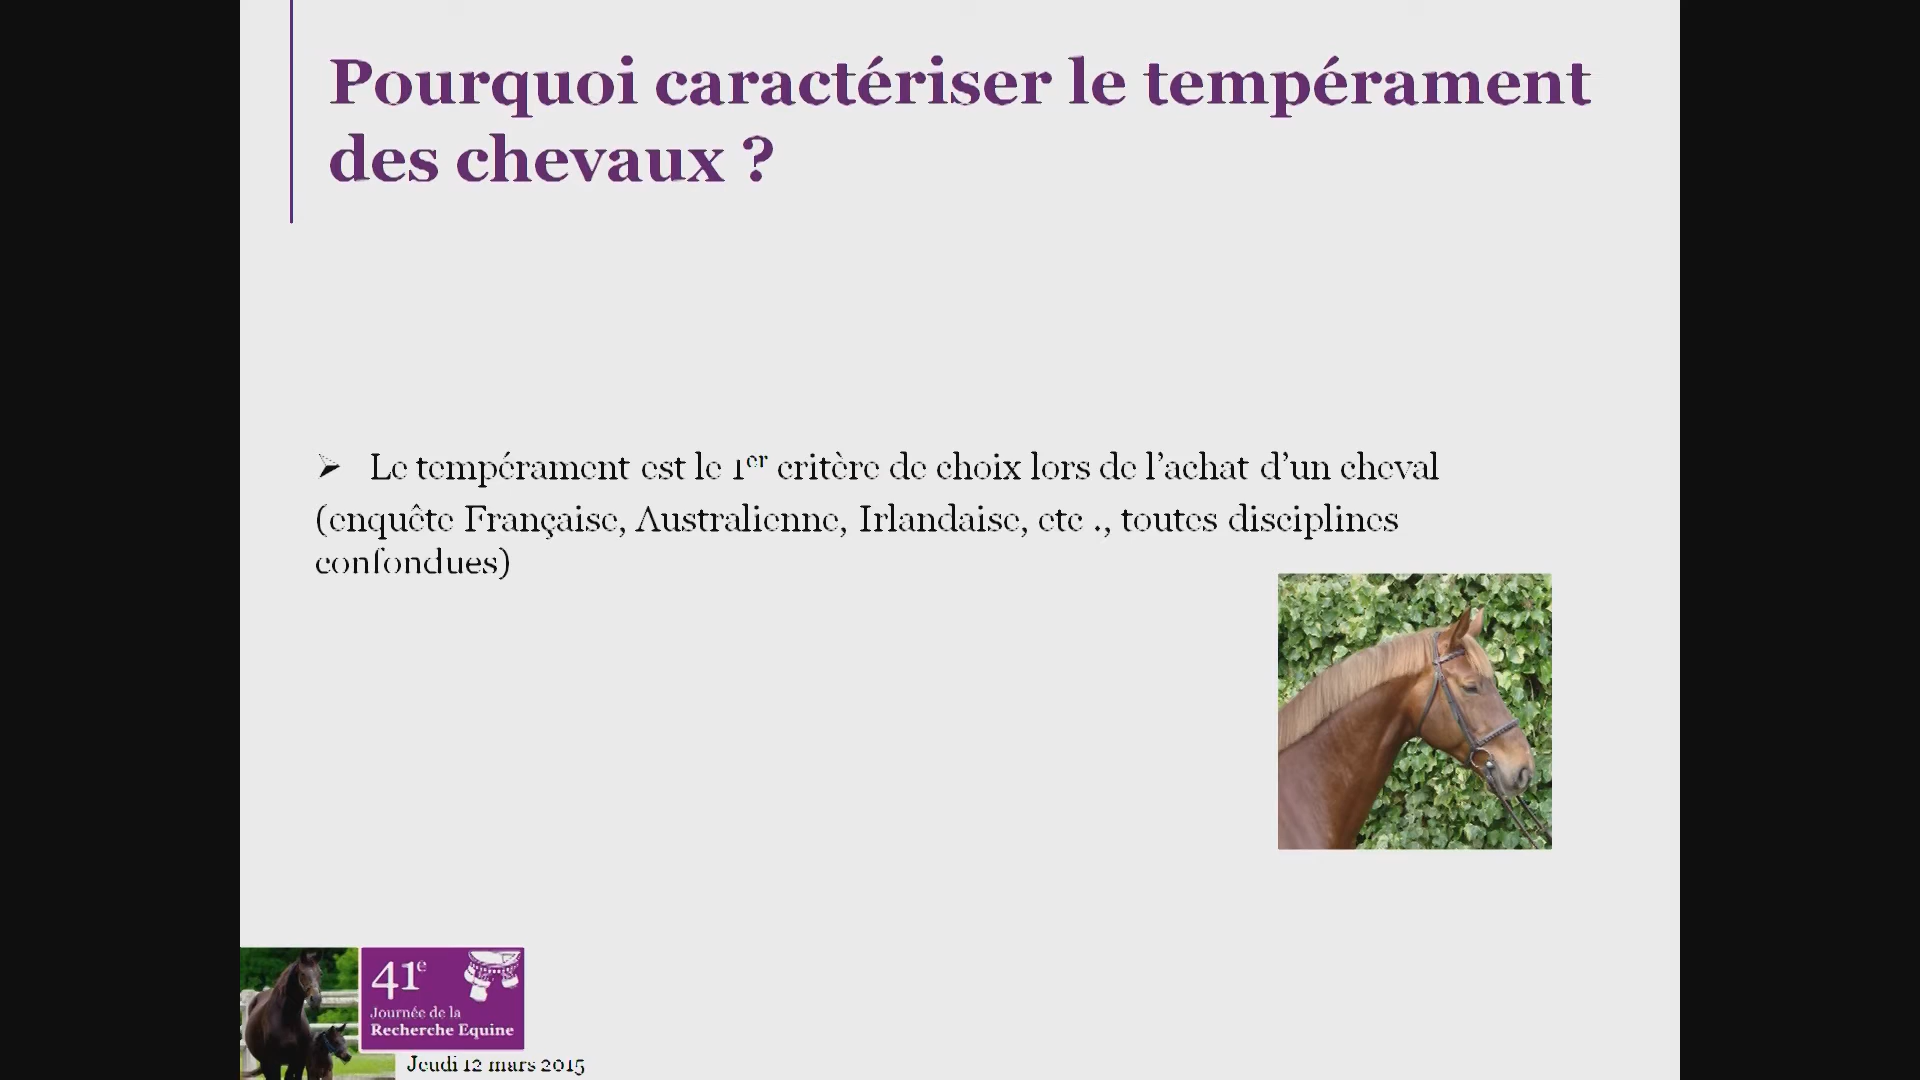 Pourquoi caractériser le tempérament
des chevaux ?
➢ Le tempérament est le 1er critère de choix lors de l’achat d’un cheval
(enquête Française, Australienne, Irlandaise, etc ., toutes disciplines
confondues)
41e
Journée de la
Recherche Equine
Jeudi 12 mars 2015